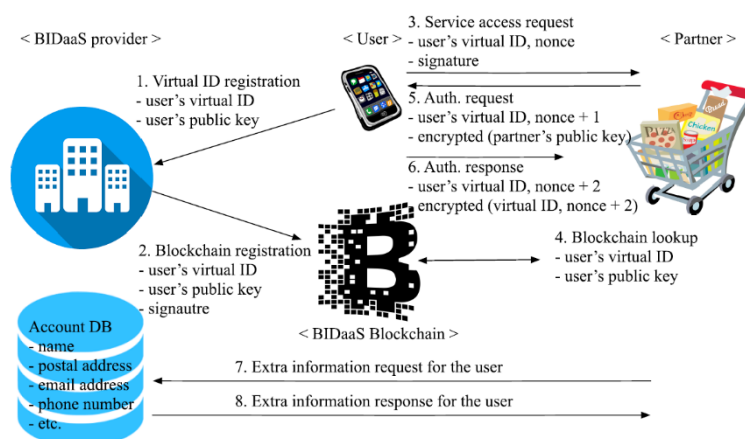 < BIDaaS provider >
< User >
< Partner >
3. Service access request
- user's virtual ID, nonce
- signature
1. Virtual ID registration
- user's virtual ID
- user's public key
5. Auth. request
- user's virtual ID, nonce + 1
- encrypted (partner's public key)
6. Auth. response
- user's virtual ID, nonce + 2
encrypted (virtual ID, nonce + 2)
Bread
Chicken
PIZZA
2. Blockchain registration
- user's virtual ID
- user's public key
- signautre
4. Blockchain lookup
- user's virtual ID
- user's public key
< BIDaaS Blockchain >
Account DB
- name
- postal address
- email address
- phone number
- etc.
7. Extra information request for the user
8. Extra information response for the user